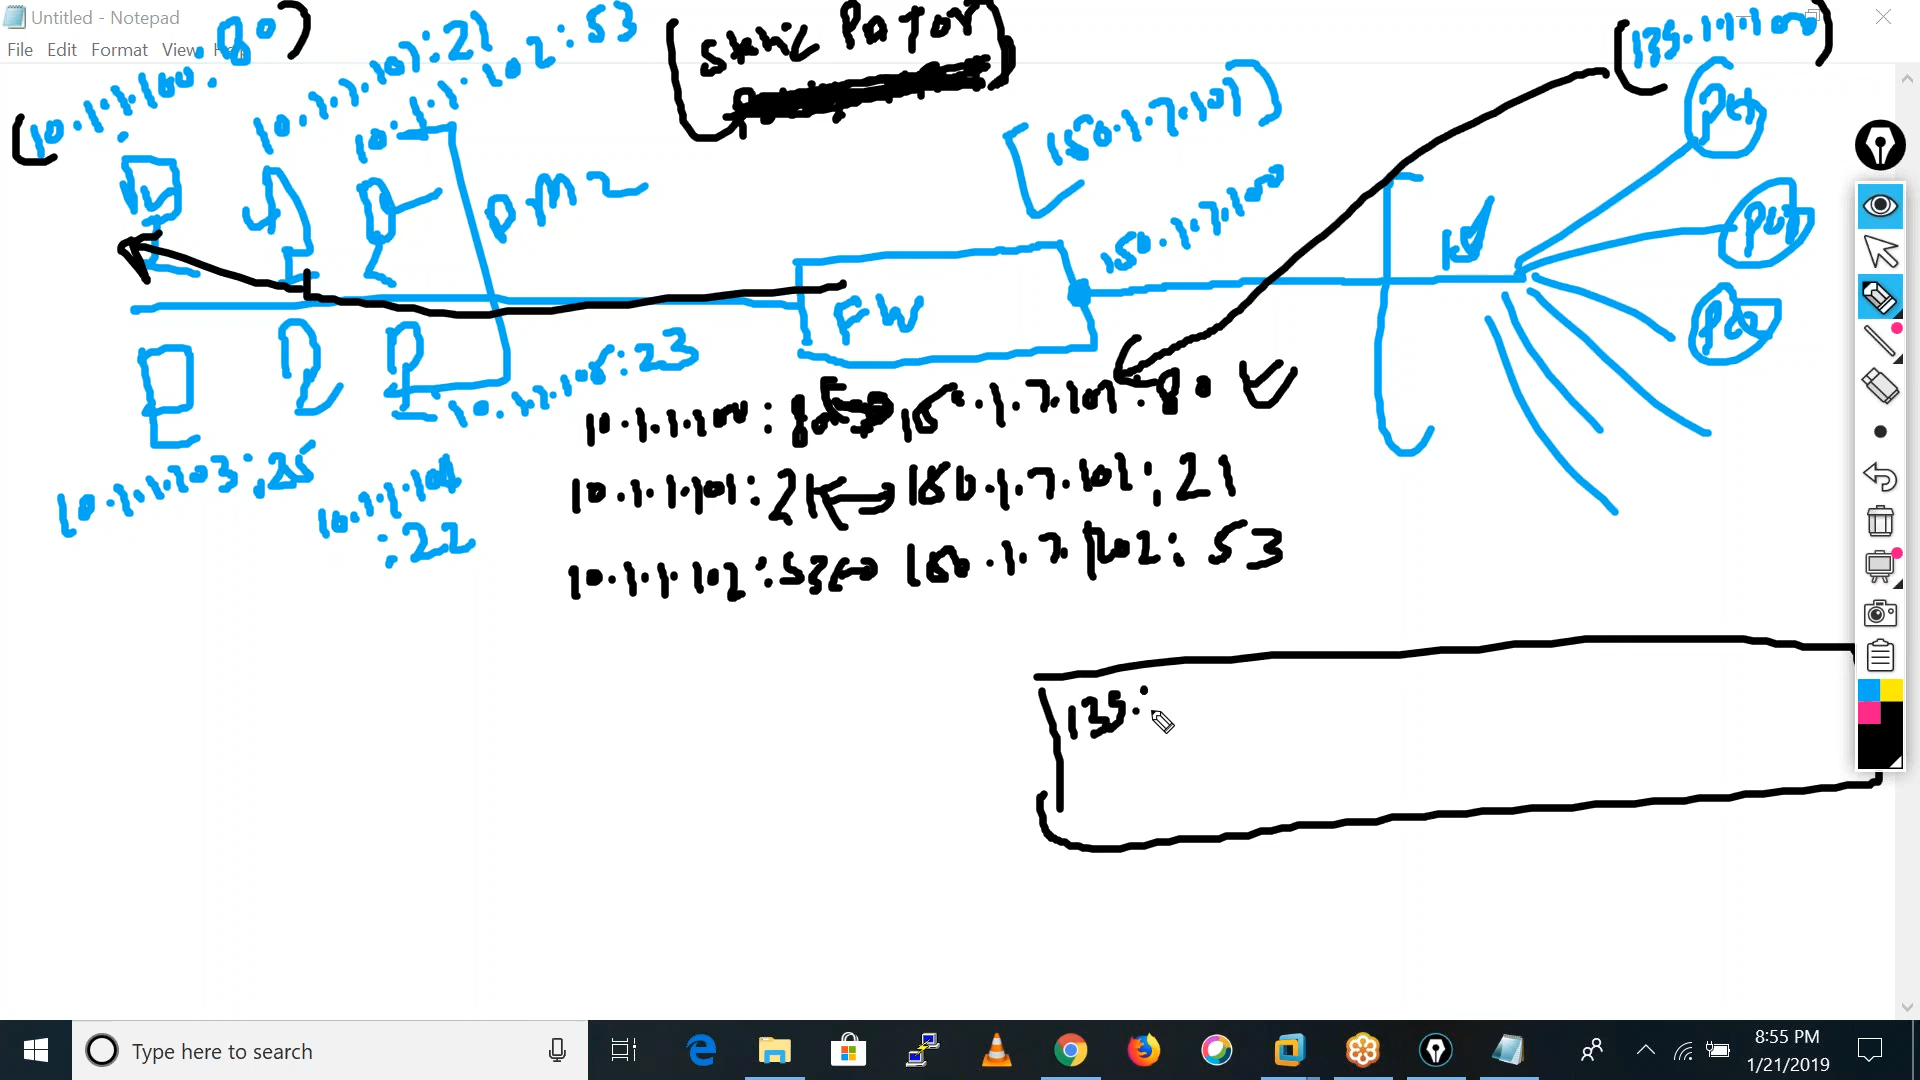 Untitled - Notepad
File Edit Format View
(10.1.1.100:80)
10.1.1.101:21
10.1.1.102:53
[static Pat or
(135.1.1.100)
[150.1.7.101]
150.1.7.100
DMZ
FW
10.1.1.103:25
10.1.1.104
:22
10.1.1.105:23
10.1.1.100:80 150.1.7.101:80
10.1.1.101:21 150.1.7.101:21
10.1.1.102:53 150.1.7.102:53
135.
Type here to search
8:55 PM
1/21/2019